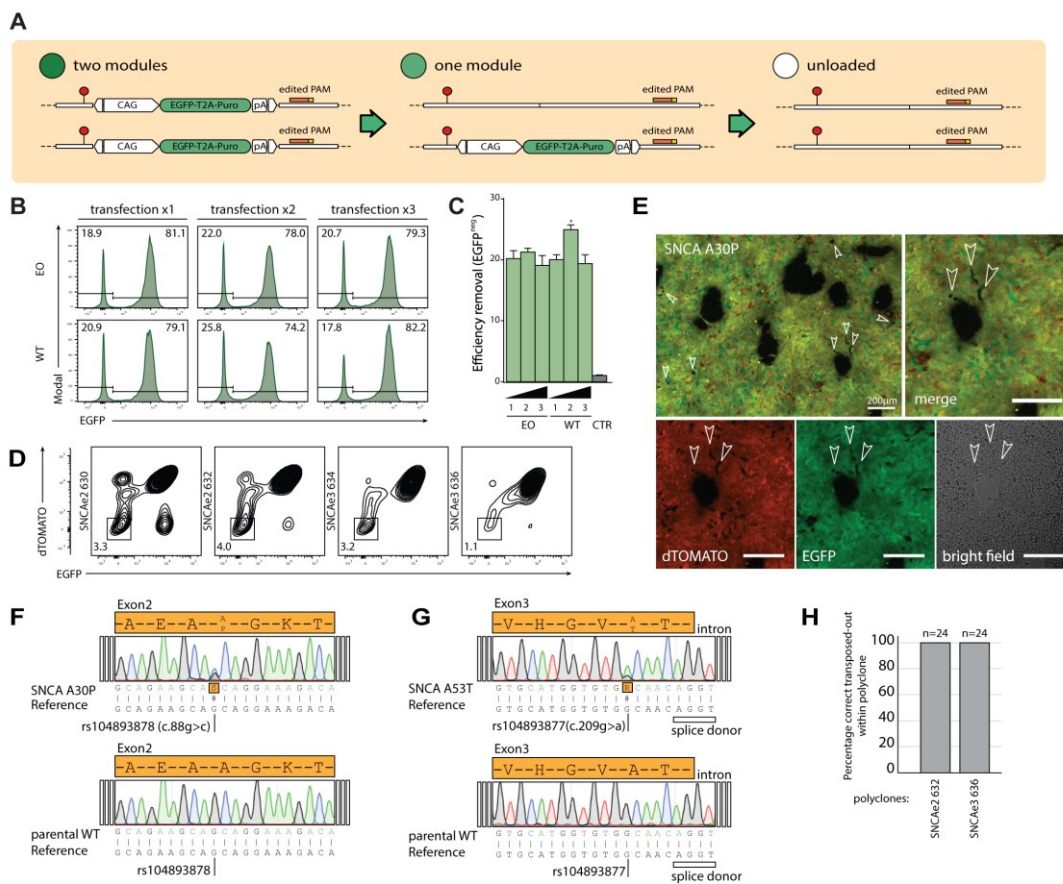 A
two modules
one module
unloaded
edited PAM
edited PAM
edited PAM
CAG
EGFP-T2A-Puro
pA
edited PAM
edited PAM
edited PAM
CAG
EGFP-T2A-Puro
pA
CAG
EGFP-T2A-Puro
pA
B
transfection x1
transfection x2
transfection x3
18.9
81.1
22.0
78.0
20.7
79.3
EO
20.9
79.1
25.8
74.2
17.8
82.2
WT
Modal
EGFP
C
Efficiency removal (EGFPneg)
30
20
10
0
*
1 2 3 1 2 3
EO WT CTR
D
dTOMATO
SNCAe2 630
3.3
SNCAe2 632
4.0
SNCAe3 634
3.2
SNCAe3 636
1.1
EGFP
E
SNCA A30P
200µm
merge
dTOMATO
EGFP
bright field
F
Exon2
A--E--A--A--G--K--T
P
SNCA A30P
G C A G A A G C A S C A G G A A A G A C A
Reference
G C A G A A G C A G C A G G A A A G A C A
rs104893878 (c.88g>c)
Exon2
A--E--A--A--G--K--T
parental WT
G C A G A A G C A G C A G G A A A G A C A
Reference
G C A G A A G C A G C A G G A A A G A C A
rs104893878
G
Exon3
V--H--G--V--A--T--
T
intron
SNCA A53T
G T G C A T G G T G T G R C A A C A G G T
Reference
G T G C A T G G T G T G G C A A C A G G T
rs104893877(c.209g>a)
splice donor
Exon3
V--H--G--V--A--T--
intron
parental WT
G T G C A T G G T G T G G C A A C A G G T
Reference
G T G C A T G G T G T G G C A A C A G G T
rs104893877
splice donor
H
Percentage correct transposed-out
within polyclone
n=24 n=24
100
80
60
40
20
0
polyclones:
SNCAe2 632
SNCAe3 636